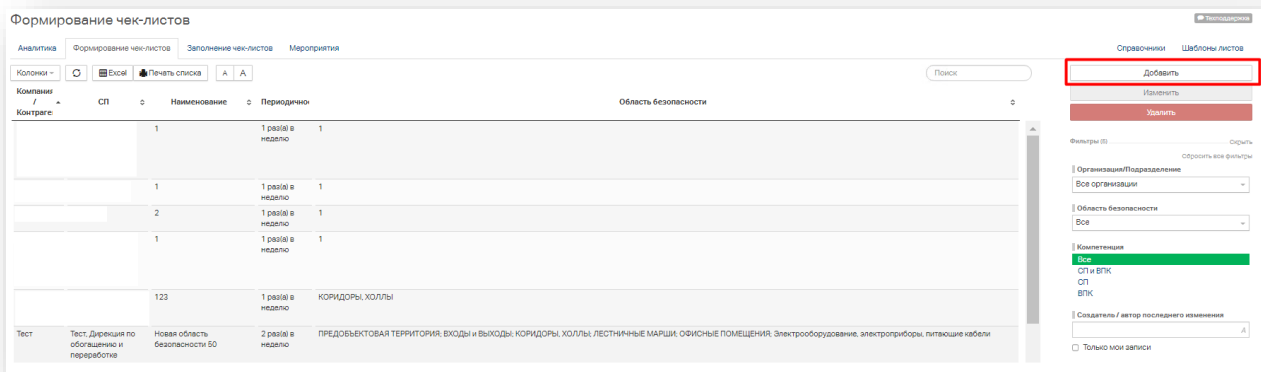 Формирование чек-листов
Техподдержка
Аналитика Формирование чек-листов Заполнение чек-листов Мероприятия Справочники Шаблоны листов
Колонки Excel Печать списка A A Поиск
Добавить
Изменить
Удалить
Компания / Контраген СП Наименование Периодичнос Область безопасности
1 1 раз(а) в неделю 1
1 1 раз(а) в неделю 1
2 1 раз(а) в неделю 1
1 1 раз(а) в неделю 1
123 1 раз(а) в неделю КОРИДОРЫ, ХОЛЛЫ
Тест Тест. Дирекция по обогащению и переработке Новая область безопасности 50 2 раз(а) в неделю ПРЕДОБЪЕКТОВАЯ ТЕРРИТОРИЯ; ВХОДЫ и ВЫХОДЫ; КОРИДОРЫ, ХОЛЛЫ; ЛЕСТНИЧНЫЕ МАРШИ; ОФИСНЫЕ ПОМЕЩЕНИЯ; Электрооборудование, электроприборы, питающие кабели
Фильтры (5) Скрыть
Сбросить все фильтры
Организация/Подразделение
Все организации
Область безопасности
Все
Компетенция
Все
СП и ВПК
СП
ВПК
Создатель / автор последнего изменения
A
Только мои записи